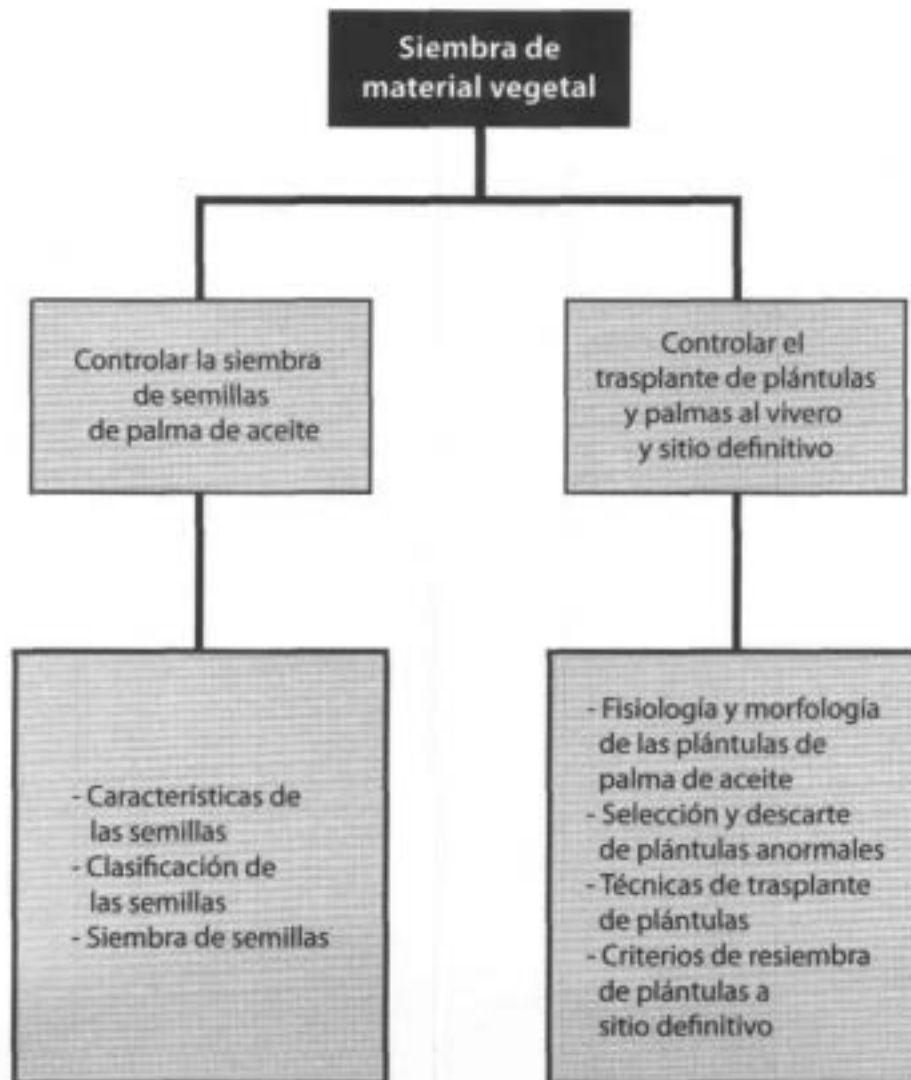 Siembra de
material vegetal
Controlar la siembra
de semillas
de palma de aceite
Controlar el
trasplante de plántulas
y palmas al vivero
y sitio definitivo
- Características de
las semillas
- Clasificación de
las semillas
- Siembra de semillas
- Fisiología y morfología
de las plántulas de
palma de aceite
- Selección y descarte
de plántulas anormales
- Técnicas de trasplante
de plántulas
- Criterios de resiembra
de plántulas a
sitio definitivo